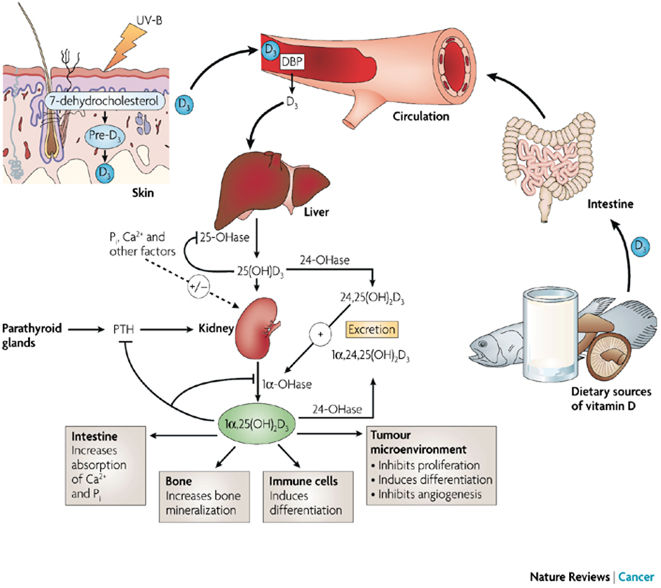 UV-B
7-dehydrocholesterol
Pre-D₃
D₃
Skin
D₃
D₃
DBP
D₃
Circulation
Liver
Intestine
D₃
Dietary sources
of vitamin D
Pᵢ, Ca²⁺ and
other factors
+/–
25-OHase
25(OH)D₃
24-OHase
24,25(OH)₂D₃
+
Excretion
1α,24,25(OH)₂D₃
Parathyroid
glands
PTH
Kidney
1α-OHase
1α,25(OH)₂D₃
24-OHase
Intestine
Increases
absorption
of Ca²⁺
and Pᵢ
Bone
Increases bone
mineralization
Immune cells
Induces
differentiation
Tumour
microenvironment
• Inhibits proliferation
• Induces differentiation
• Inhibits angiogenesis
Nature Reviews | Cancer